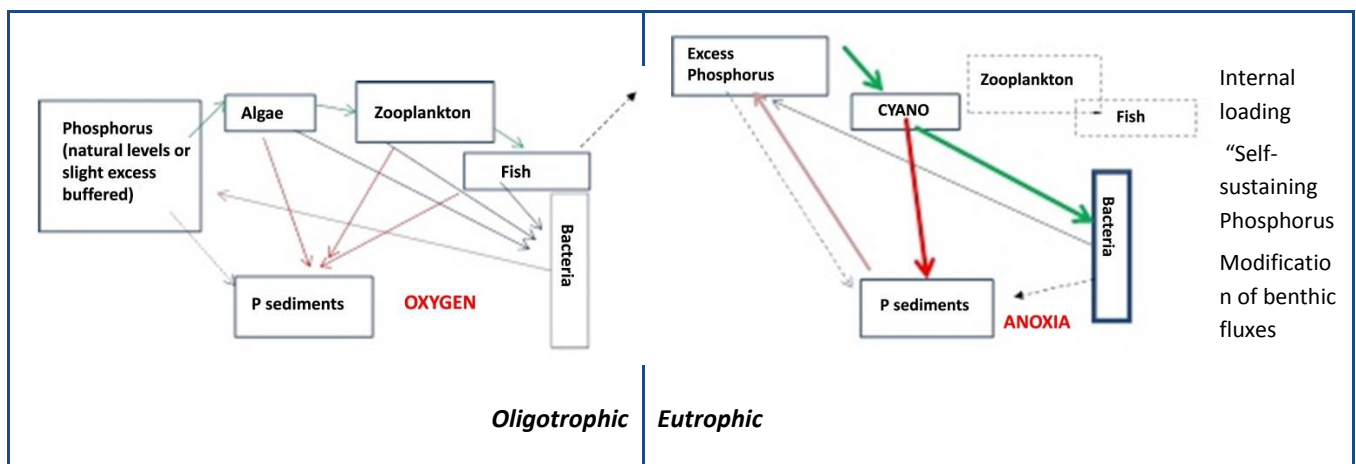 Phosphorus
(natural levels or
slight excess
buffered)
Algae
Zooplankton
Fish
Bacteria
P sediments
OXYGEN
Oligotrophic
Excess
Phosphorus
CYANO
Zooplankton
Fish
Bacteria
P sediments
ANOXIA
Internal
loading
“Self-
sustaining
Phosphorus
Modificatio
n of benthic
fluxes
Eutrophic